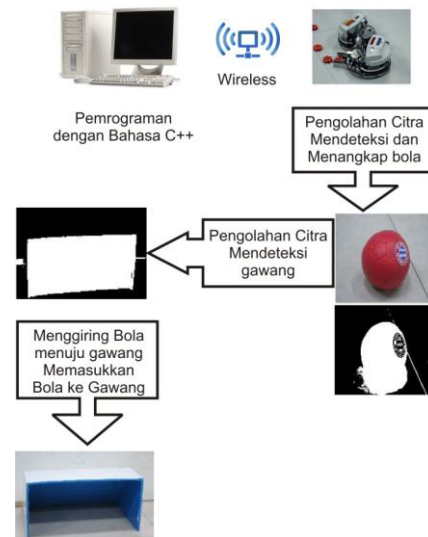 Wireless
Pemrograman
dengan Bahasa C++
Pengolahan Citra
Mendeteksi dan
Menangkap bola
Pengolahan Citra
Mendeteksi
gawang
Menggiring Bola
menuju gawang
Memasukkan
Bola ke Gawang